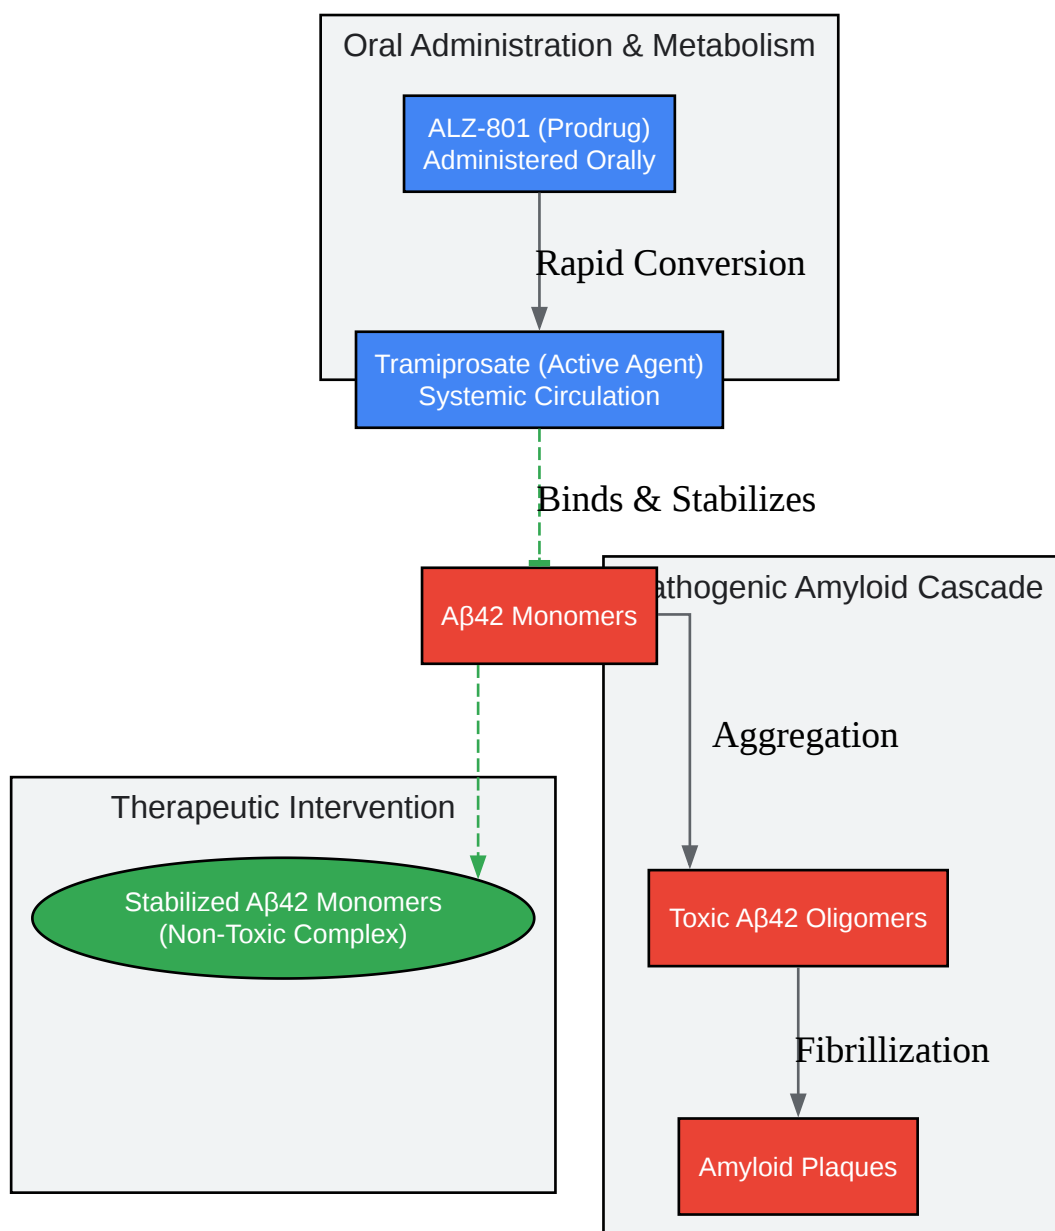 Oral Administration & Metabolism
ALZ-801 (Prodrug)
Administered Orally
Rapid Conversion
Tramiprosate (Active Agent)
Systemic Circulation
Binds & Stabilizes
athogenic Amyloid Cascade
Aβ42 Monomers
Aggregation
Therapeutic Intervention
Stabilized Aβ42 Monomers
(Non-Toxic Complex)
Toxic Aβ42 Oligomers
Fibrillization
Amyloid Plaques